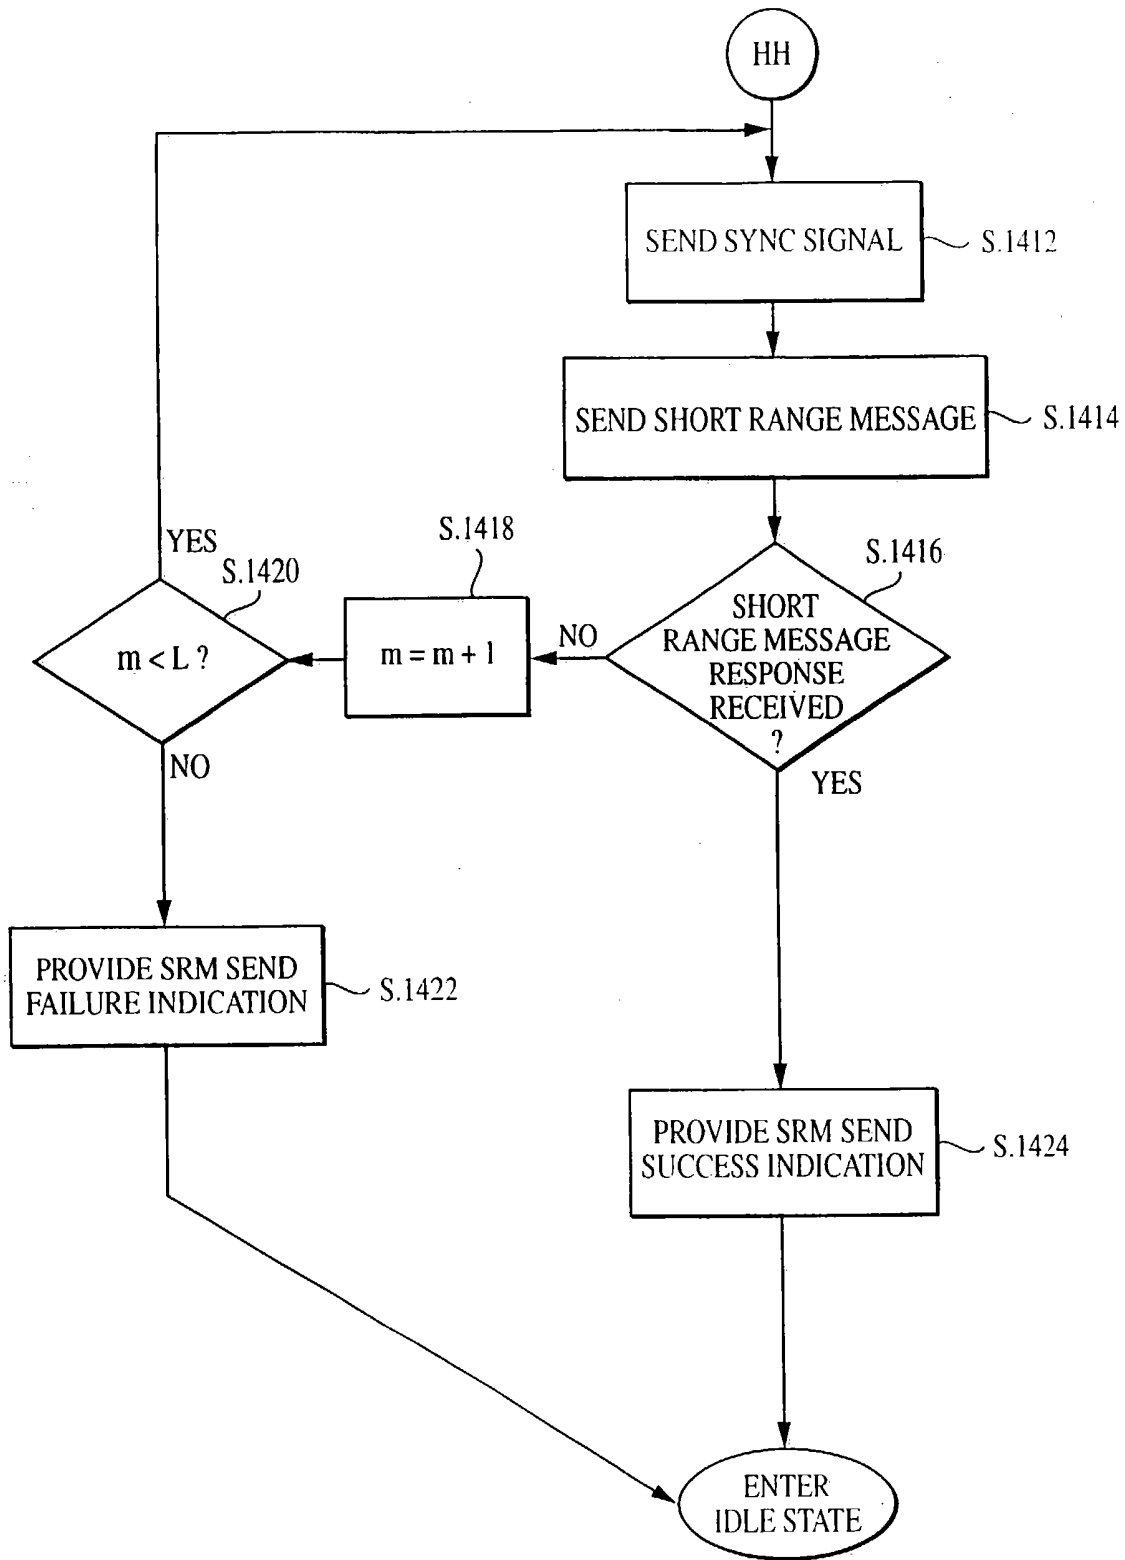 HH
SEND SYNC SIGNAL
S.1412
SEND SHORT RANGE MESSAGE
S.1414
S.1416
SHORT
RANGE MESSAGE
RESPONSE
RECEIVED
?
NO
YES
S.1418
m = m + 1
S.1420
m < L ?
YES
NO
PROVIDE SRM SEND
FAILURE INDICATION
S.1422
PROVIDE SRM SEND
SUCCESS INDICATION
S.1424
ENTER
IDLE STATE